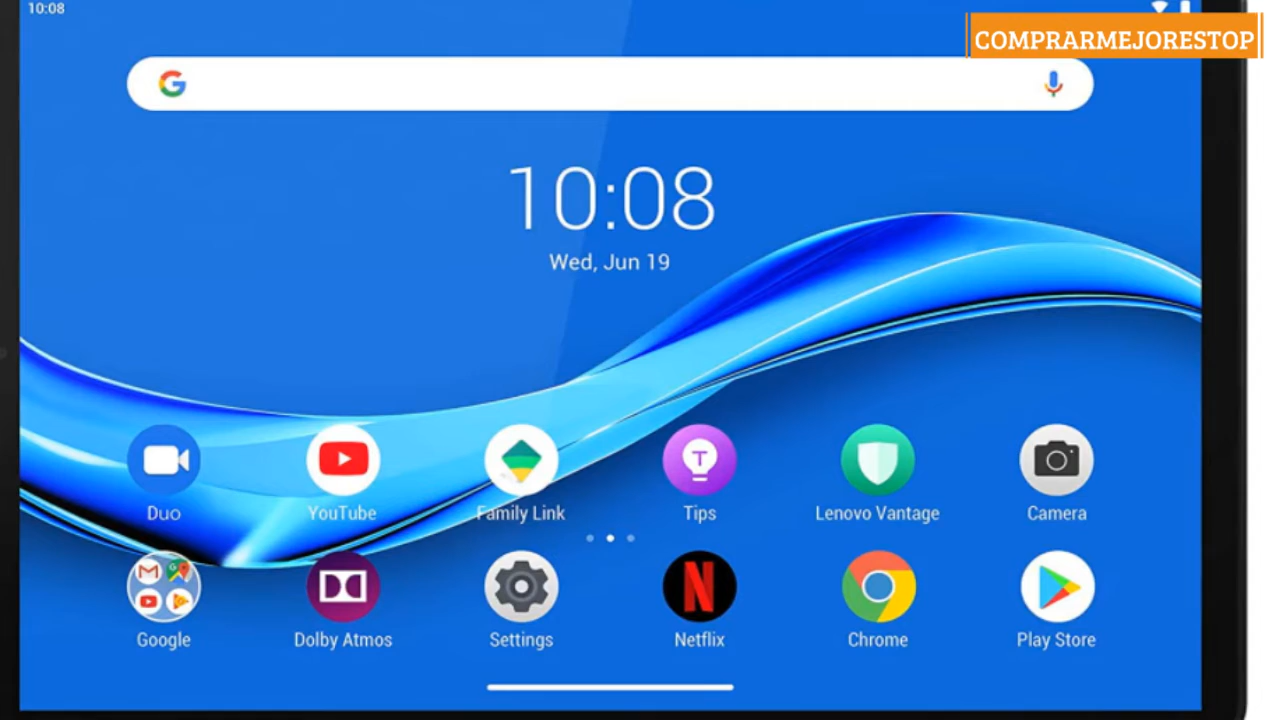 10:08
COMPRARMEJORESTOP
10:08
Wed, Jun 19
Duo
YouTube
Family Link
Tips
Lenovo Vantage
Camera
Google
Dolby Atmos
Settings
Netflix
Chrome
Play Store